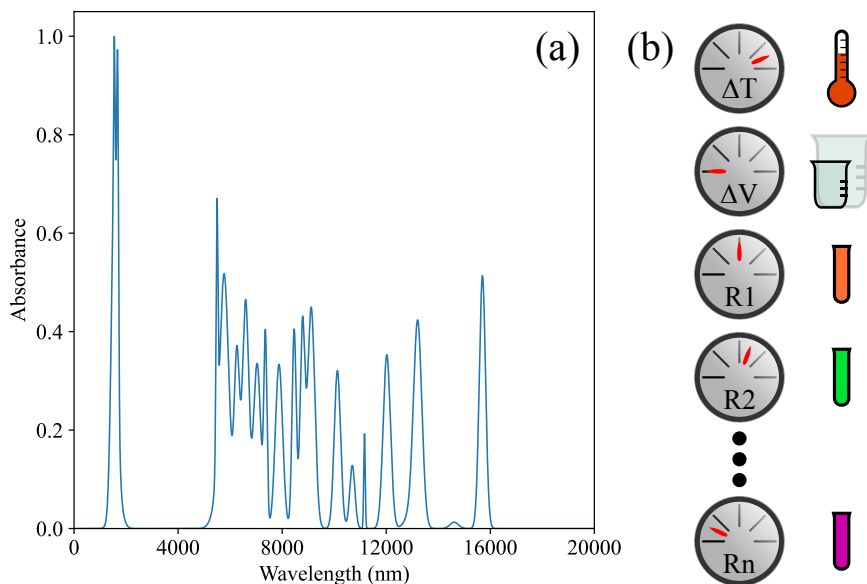 (a)
1.0
0.8
0.6
0.4
0.2
0.0
Absorbance
0 4000 8000 12000 16000 20000
Wavelength (nm)
(b)
ΔT
ΔV
R1
R2
Rn